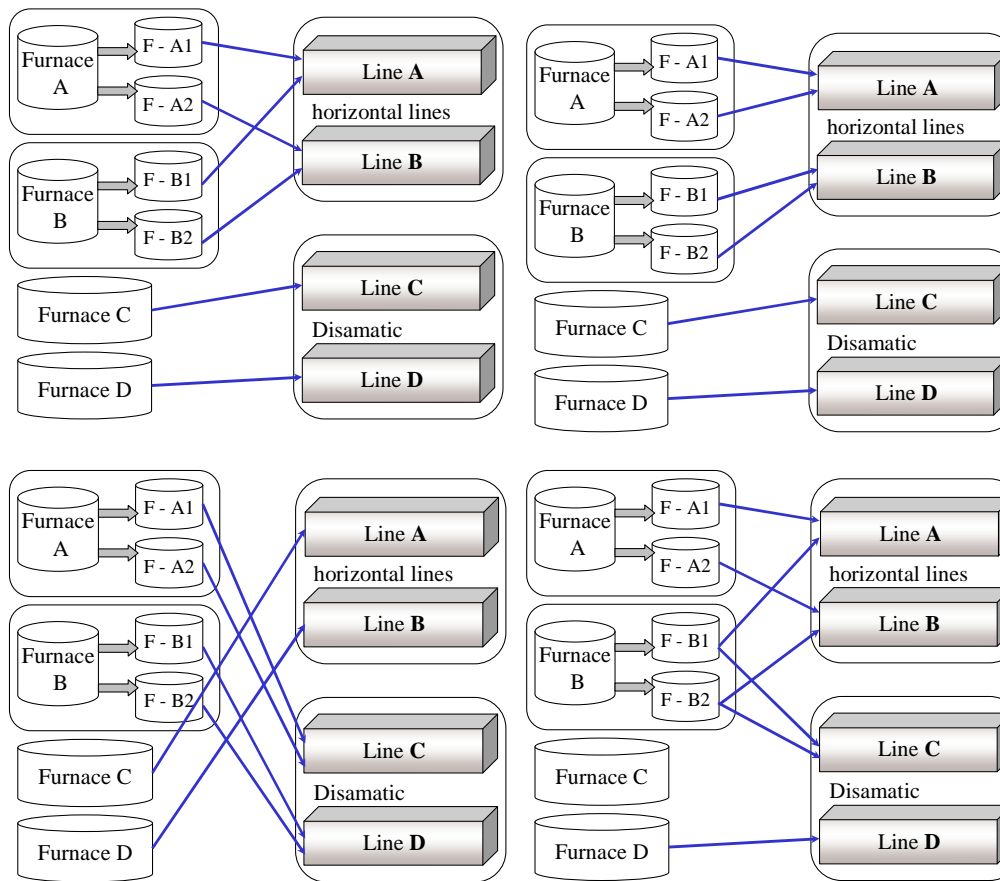 Furnace
A
F - A1
F - A2
Furnace
B
F - B1
F - B2
Furnace C
Furnace D
Line A
horizontal lines
Line B
Line C
Disamatic
Line D
Furnace
A
F - A1
F - A2
Furnace
B
F - B1
F - B2
Furnace C
Furnace D
Line A
horizontal lines
Line B
Line C
Disamatic
Line D
Furnace
A
F - A1
F - A2
Furnace
B
F - B1
F - B2
Furnace C
Furnace D
Line A
horizontal lines
Line B
Line C
Disamatic
Line D
Furnace
A
F - A1
F - A2
Furnace
B
F - B1
F - B2
Furnace C
Furnace D
Line A
horizontal lines
Line B
Line C
Disamatic
Line D